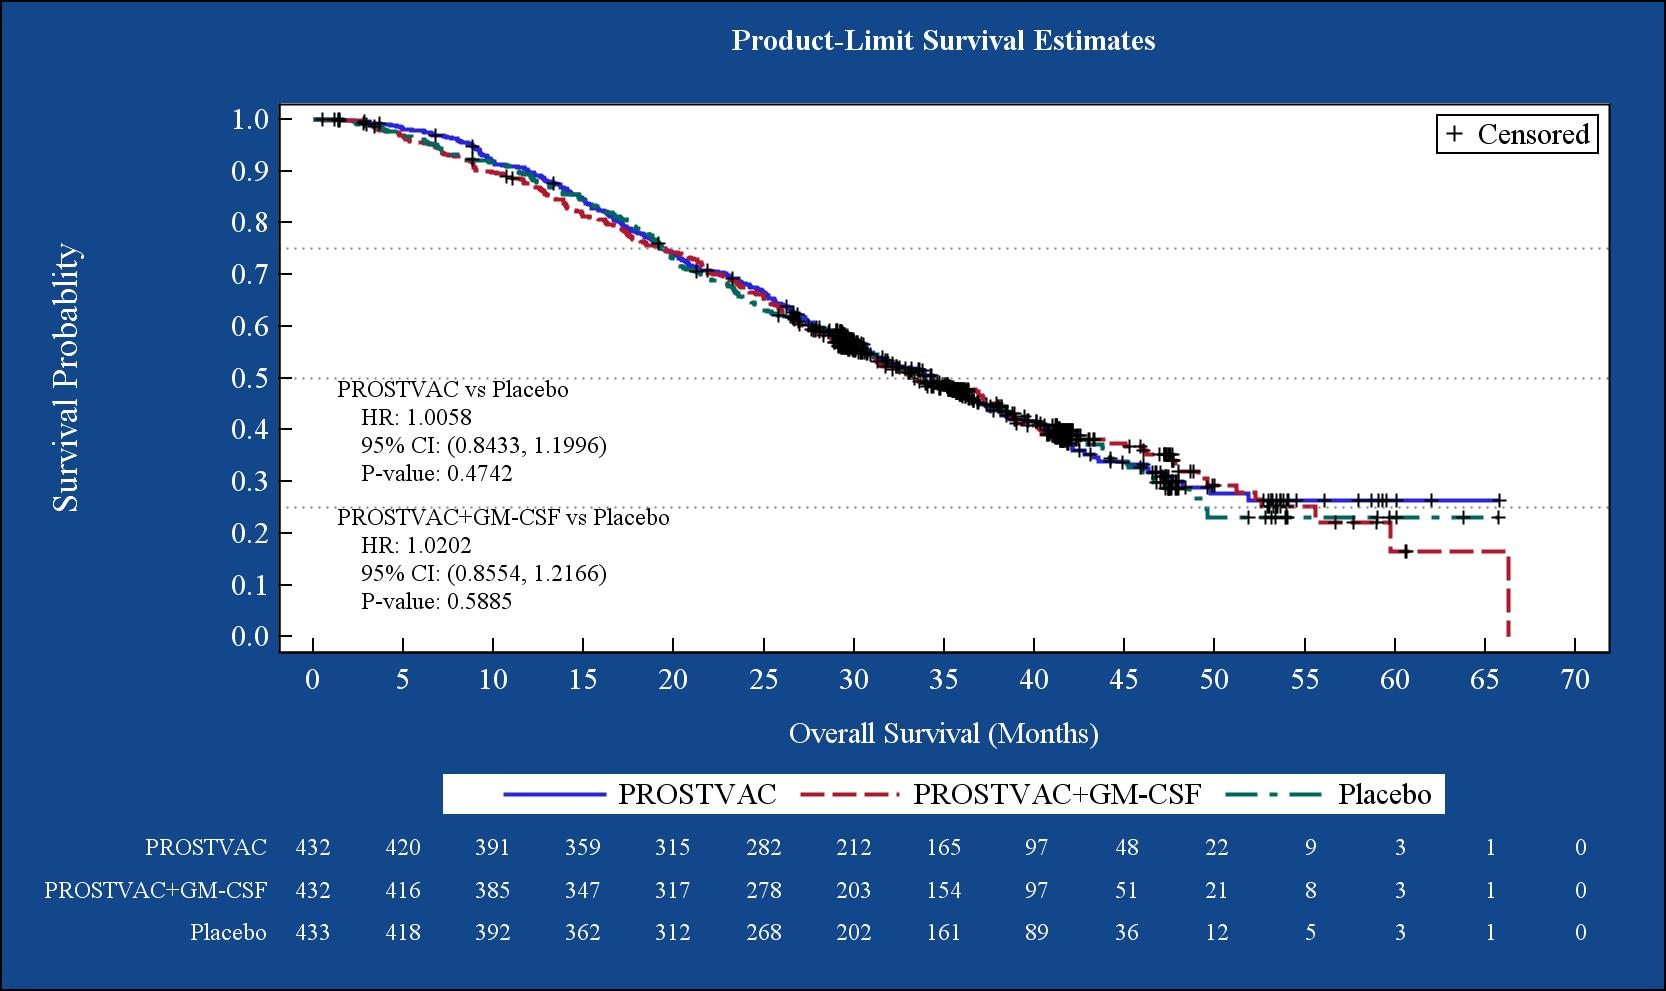 Product-Limit Survival Estimates
+ Censored
1.0
0.9
0.8
0.7
0.6
0.5
0.4
0.3
0.2
0.1
0.0
Survival Probablity
PROSTVAC vs Placebo
HR: 1.0058
95% CI: (0.8433, 1.1996)
P-value: 0.4742
PROSTVAC+GM-CSF vs Placebo
HR: 1.0202
95% CI: (0.8554, 1.2166)
P-value: 0.5885
0 5 10 15 20 25 30 35 40 45 50 55 60 65 70
Overall Survival (Months)
PROSTVAC PROSTVAC+GM-CSF Placebo
PROSTVAC 432 420 391 359 315 282 212 165 97 48 22 9 3 1 0
PROSTVAC+GM-CSF 432 416 385 347 317 278 203 154 97 51 21 8 3 1 0
Placebo 433 418 392 362 312 268 202 161 89 36 12 5 3 1 0